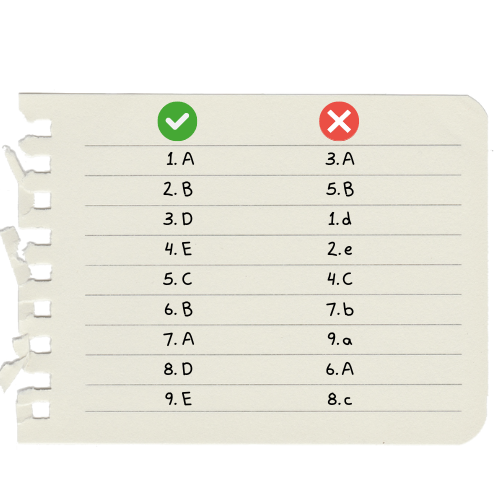 1. A 3. A
2. B 5. B
3. D 1. d
4. E 2. e
5. C 4. C
6. B 7. b
7. A 9. a
8. D 6. A
9. E 8. c